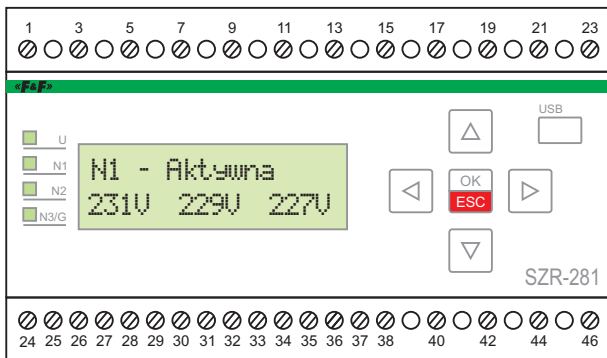 1 3 5 7 9 11 13 15 17 19 21 23
«F&F»
USB
U
N1
N2
N3/G
N1 - Aktywna
231V 229V 227V
OK
ESC
SZR-281
24 25 26 27 28 29 30 31 32 33 34 35 36 37 38 40 42 44 46